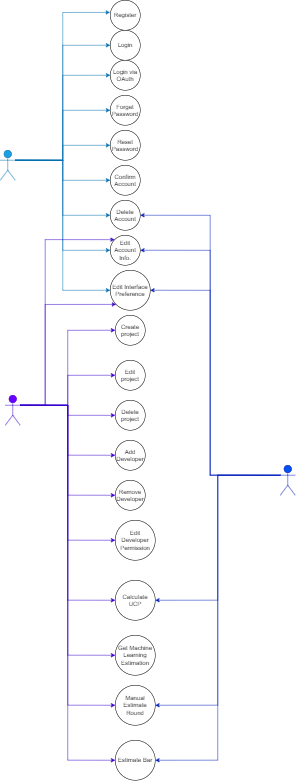 Register
Login
Login via
OAuth
Forget
Password
Reset
Password
Confirm
Account
Delete
Account
Edit
Account
Info.
Edit Interface
Preference
Create
project
Edit
project
Delete
project
Add
Developer
Remove
Developer
Edit
Developer
Permission
Calculate
UCP
Get Machine
Learning
Estimation
Manual
Estimate
Round
Estimate Bar